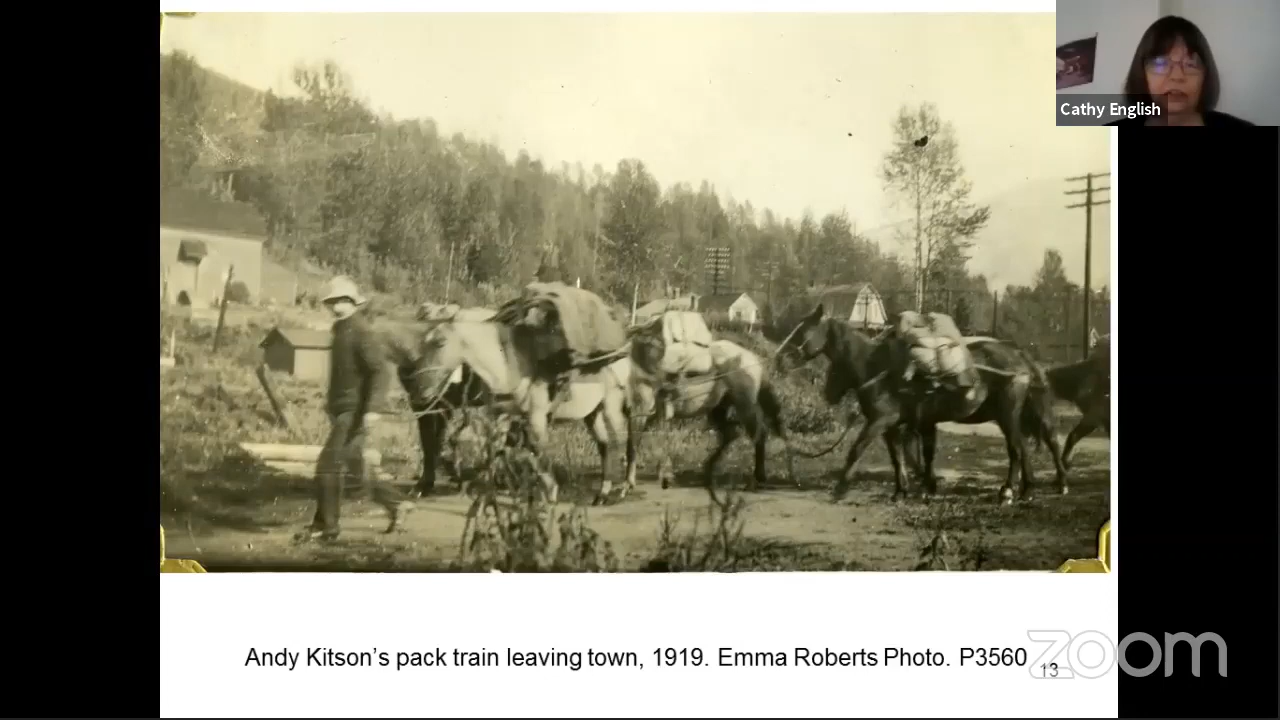 Cathy English
Andy Kitson's pack train leaving town, 1919. Emma Roberts Photo. P3560
13
zoom